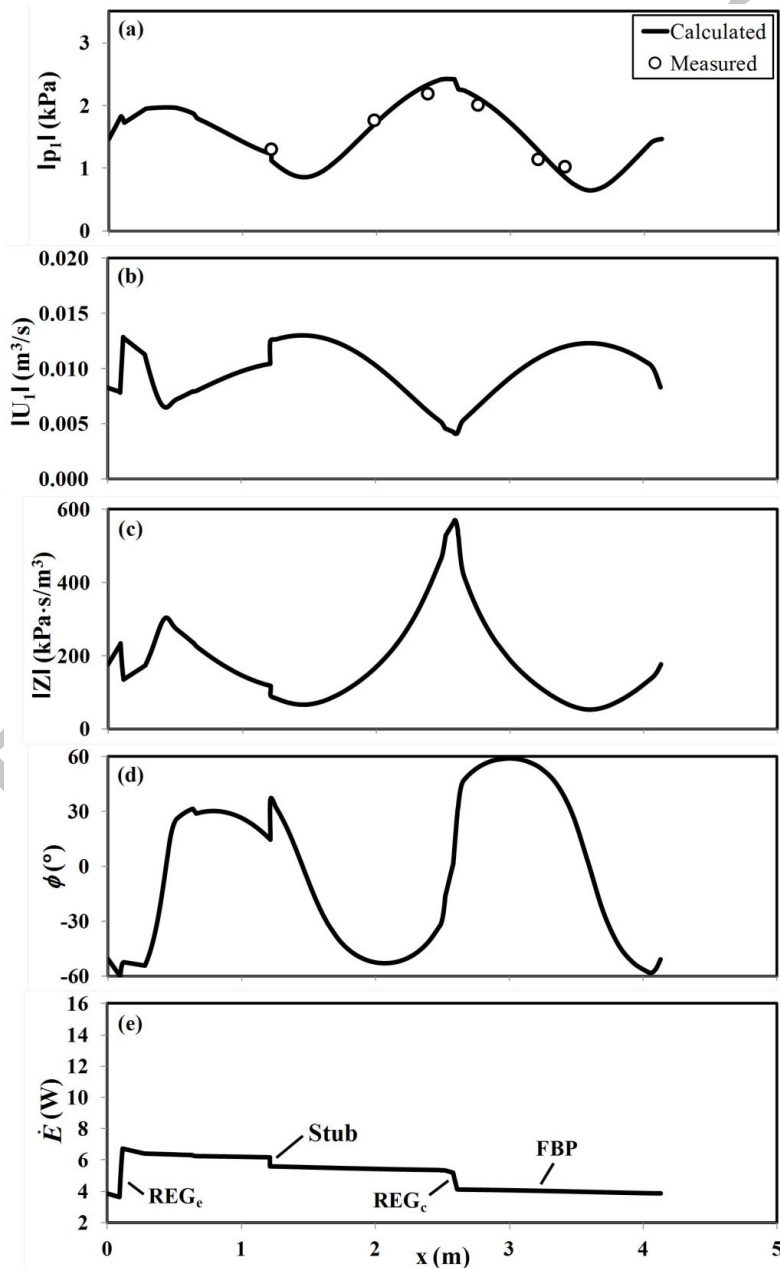 (a)
Calculated
Measured
3
2
1
0
|p₁| (kPa)
(b)
0.020
0.015
0.010
0.005
0.000
|U₁| (m³/s)
(c)
600
400
200
0
|Z| (kPa·s/m³)
(d)
60
30
0
-30
-60
ϕ (°)
(e)
16
14
12
10
8
6
4
2
Ė (W)
Stub
FBP
REGₑ
REG꜀
0 1 2 3 4 5
x (m)